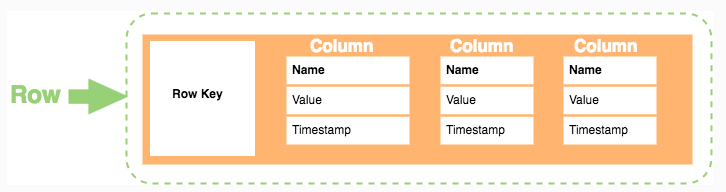 Column Column Column
Name Name Name
Row Row Key Value Value Value
Timestamp Timestamp Timestamp